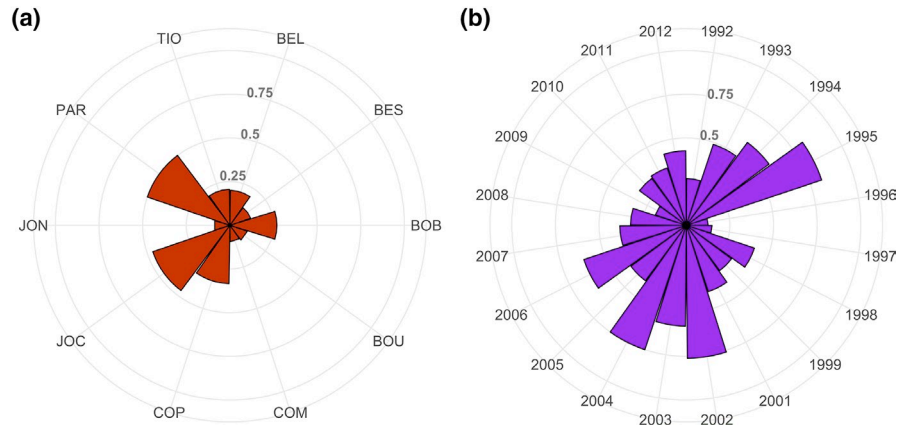 (a)
TIO
BEL
PAR
BES
0.75
0.5
0.25
JON
BOB
JOC
BOU
COP
COM
(b)
2012
1992
2011
1993
2010
1994
0.75
2009
1995
0.5
2008
1996
2007
1997
2006
1998
2005
1999
2004
2001
2003
2002